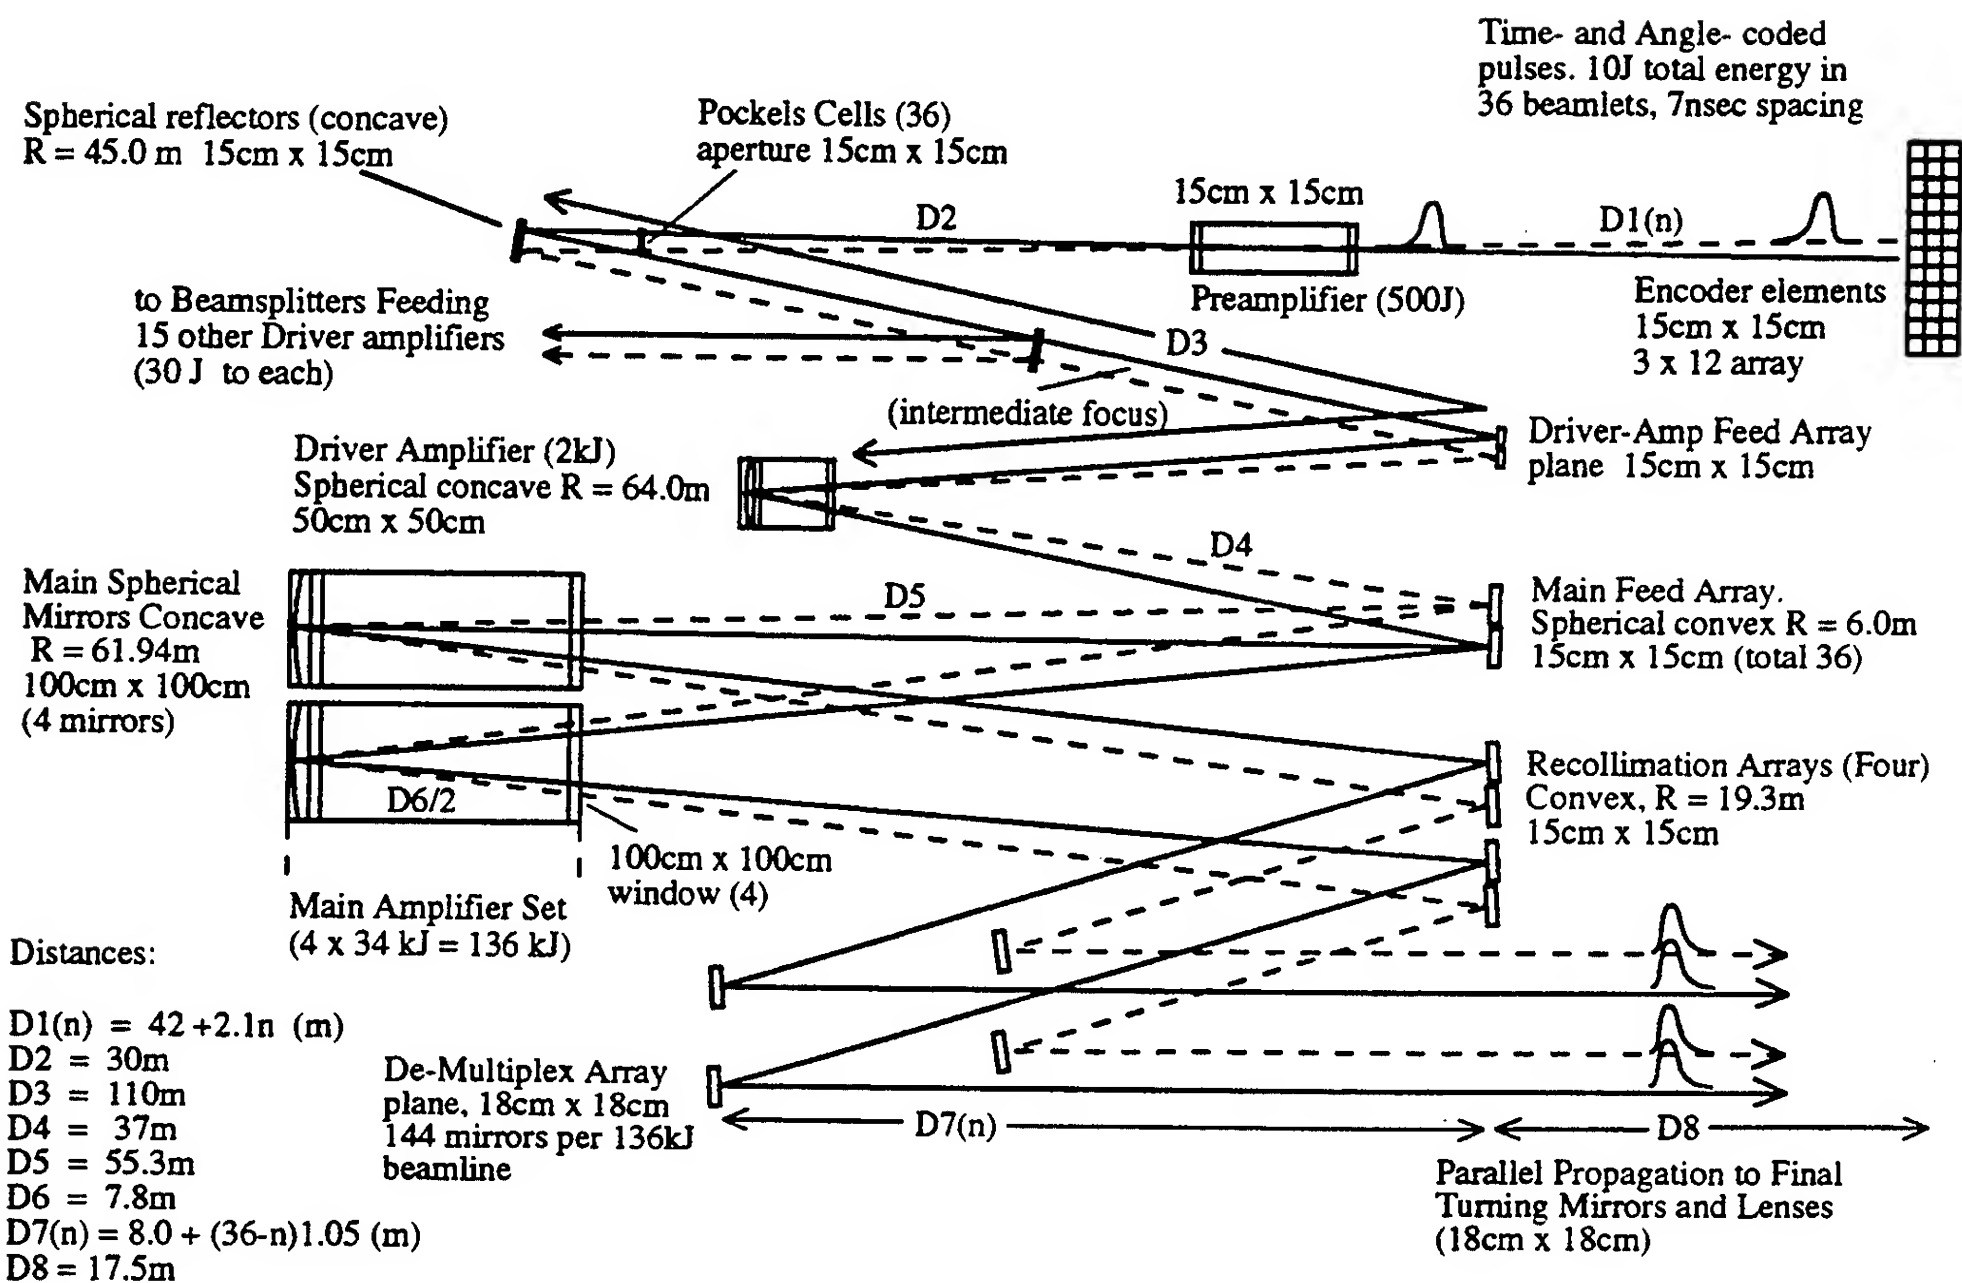 Time- and Angle- coded
pulses. 10J total energy in
36 beamlets, 7nsec spacing
Spherical reflectors (concave)
R = 45.0 m 15cm x 15cm
Pockels Cells (36)
aperture 15cm x 15cm
15cm x 15cm
D2
D1(n)
Preamplifier (500J)
Encoder elements
15cm x 15cm
3 x 12 array
to Beamsplitters Feeding
15 other Driver amplifiers
(30 J to each)
D3
(intermediate focus)
Driver-Amp Feed Array
plane 15cm x 15cm
Driver Amplifier (2kJ)
Spherical concave R = 64.0m
50cm x 50cm
D4
Main Spherical
Mirrors Concave
R = 61.94m
100cm x 100cm
(4 mirrors)
D5
Main Feed Array.
Spherical convex R = 6.0m
15cm x 15cm (total 36)
D6/2
Recollimation Arrays (Four)
Convex, R = 19.3m
15cm x 15cm
100cm x 100cm
window (4)
Main Amplifier Set
(4 x 34 kJ = 136 kJ)
Distances:
D1(n) = 42 +2.1n (m)
D2 = 30m
D3 = 110m
D4 = 37m
D5 = 55.3m
D6 = 7.8m
D7(n) = 8.0 + (36-n)1.05 (m)
D8 = 17.5m
De-Multiplex Array
plane, 18cm x 18cm
144 mirrors per 136kJ
beamline
D7(n)
D8
Parallel Propagation to Final
Turning Mirrors and Lenses
(18cm x 18cm)